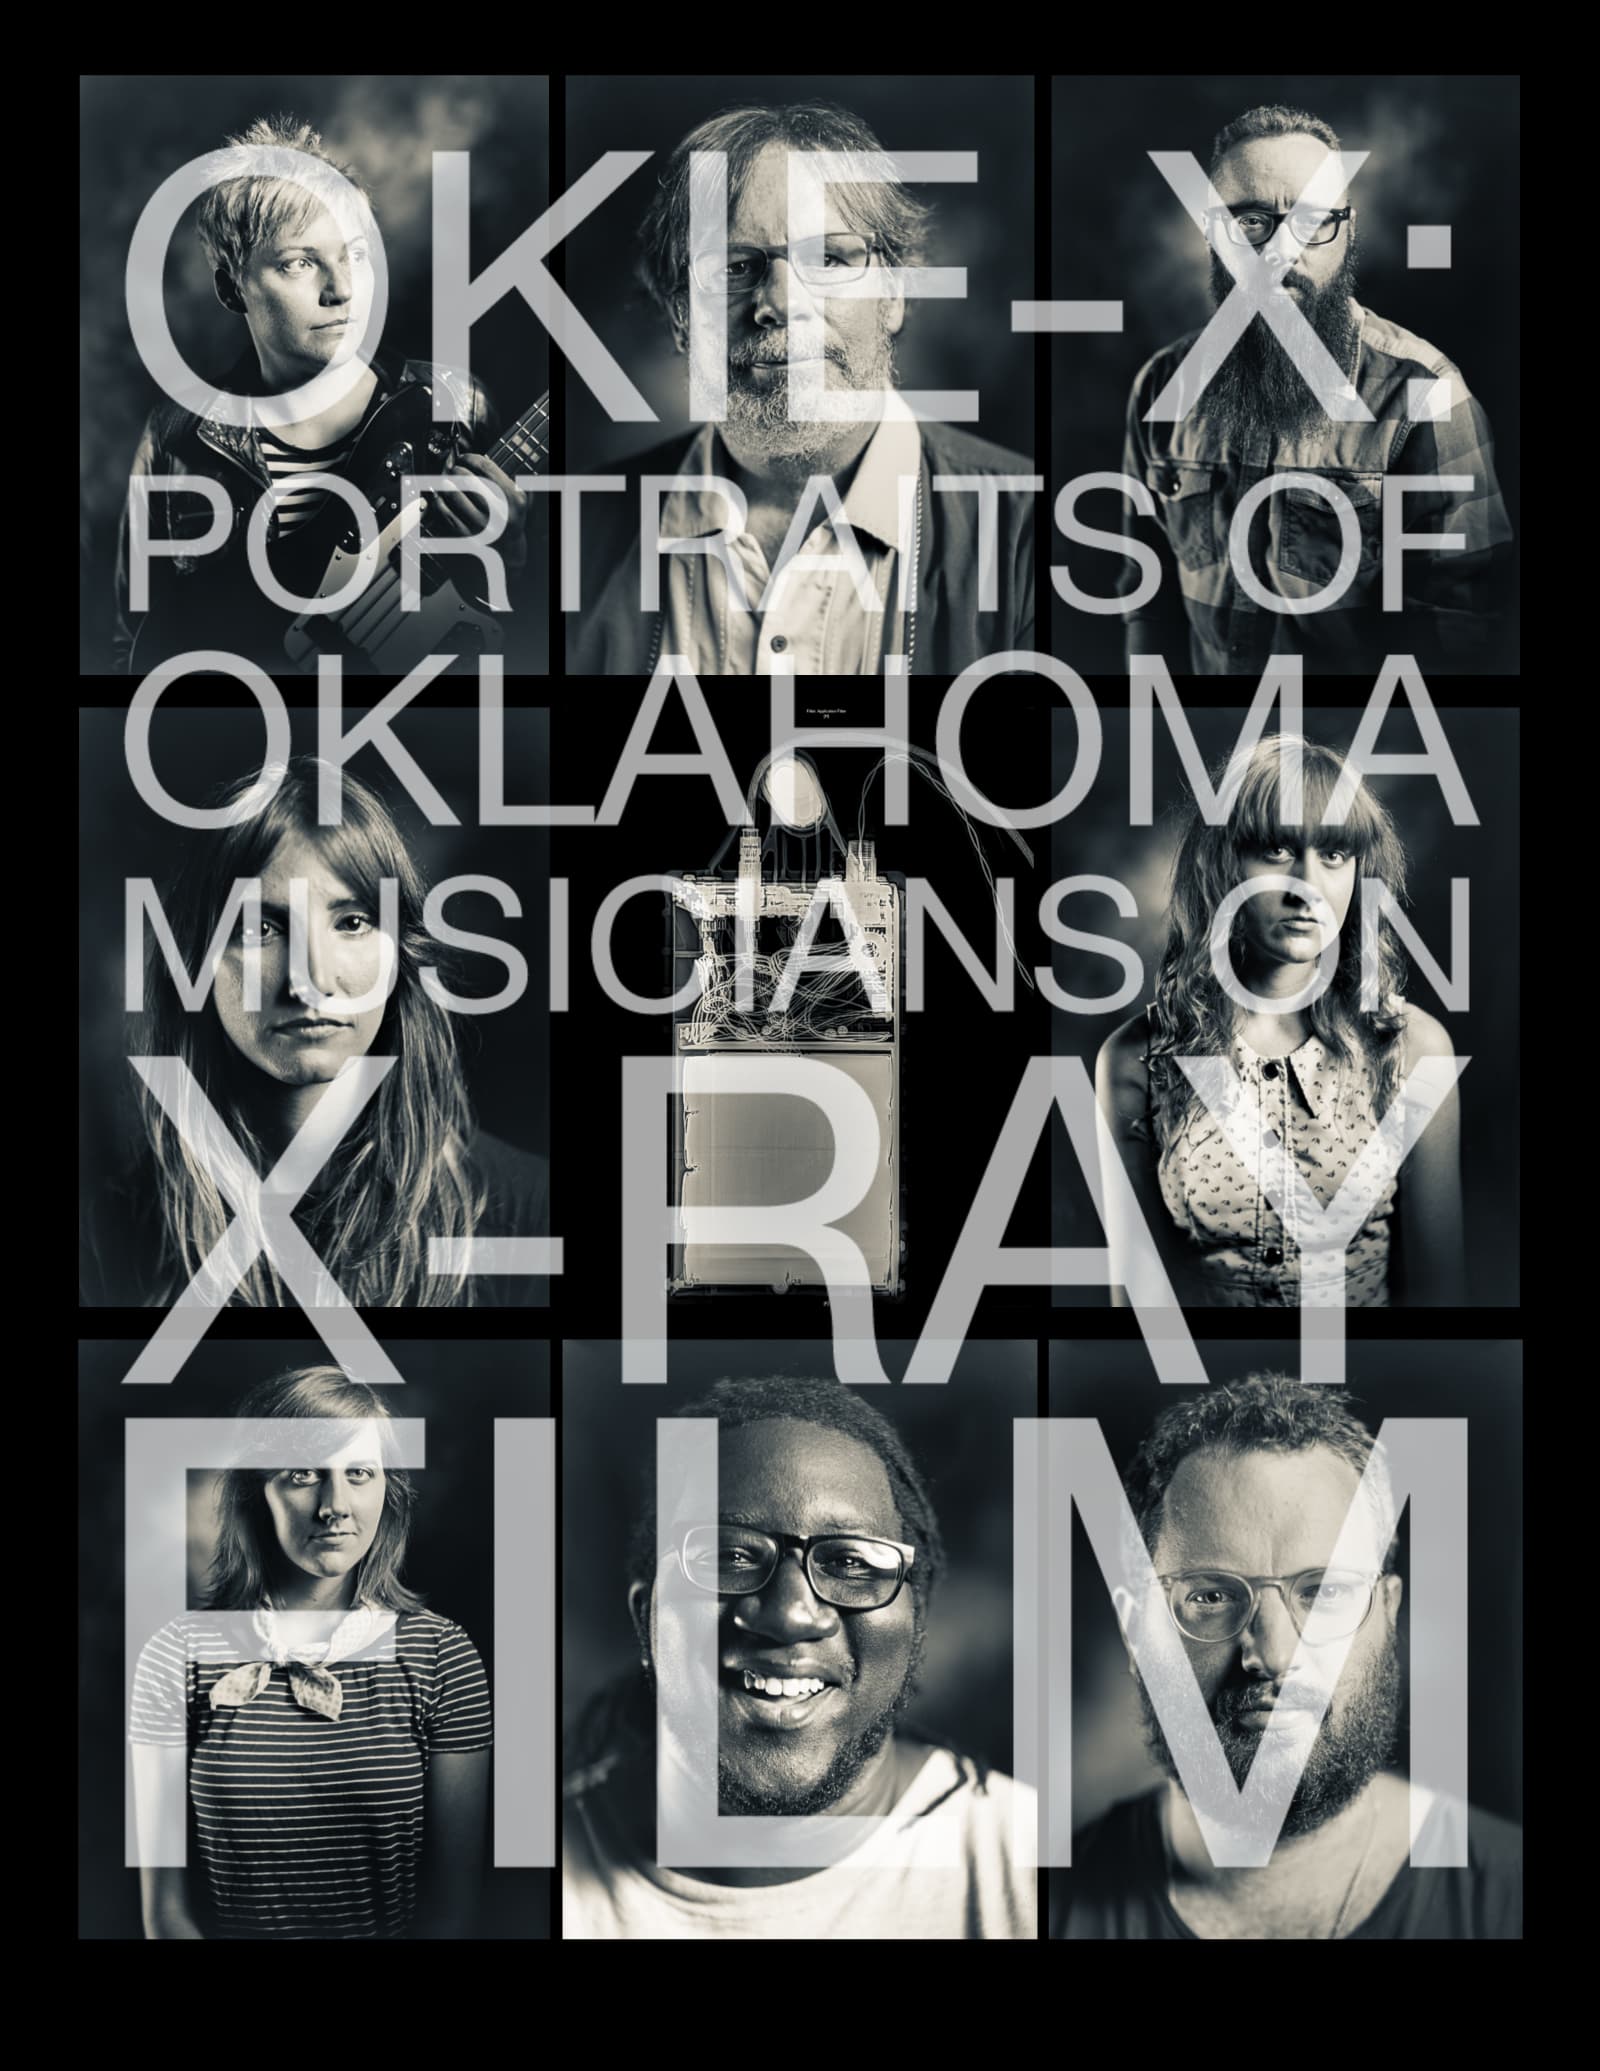 OKIE-X:
PORTRAITS OF
OKLAHOMA
MUSICIANS ON
X-RAY
FILM